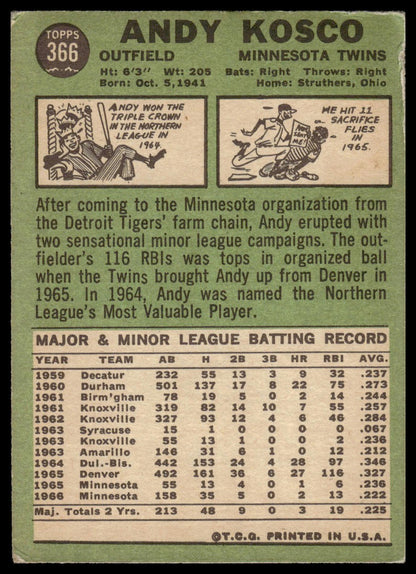 TOPPS
366
ANDY KOSCO
OUTFIELD MINNESOTA TWINS
Ht: 6'3" Wt: 205 Bats: Right Throws: Right
Born: Oct. 5, 1941 Home: Struthers, Ohio
ANDY WON THE
TRIPLE CROWN
IN THE NORTHERN
LEAGUE IN
1964.
HE HIT 11
SACRIFICE
FLIES
IN
1965.
After coming to the Minnesota organization from
the Detroit Tigers' farm chain, Andy erupted with
two sensational minor league campaigns. The out-
fielder's 116 RBIs was tops in organized ball
when the Twins brought Andy up from Denver in
1965. In 1964, Andy was named the Northern
League's Most Valuable Player.
MAJOR & MINOR LEAGUE BATTING RECORD
YEAR TEAM AB H 2B 3B HR RBI AVG.
1959 Decatur 232 55 13 3 9 32 .237
1960 Durham 501 137 17 8 22 75 .273
1961 Birm'gham 78 19 5 0 1 14 .244
1961 Knoxville 319 82 14 10 7 55 .257
1962 Knoxville 327 93 12 4 6 46 .284
1963 Syracuse 15 1 0 0 0 3 .067
1963 Knoxville 55 13 1 0 0 2 .236
1963 Amarillo 146 31 6 1 3 12 .212
1964 Dul.-Bis. 442 153 24 4 28 97 .346
1965 Denver 492 161 36 6 27 116 .327
1965 Minnesota 55 13 4 0 1 6 .236
1966 Minnesota 158 35 5 0 2 13 .222
Maj. Totals 2 Yrs. 213 48 9 0 3 19 .225
©T.C.G. PRINTED IN U.S.A.